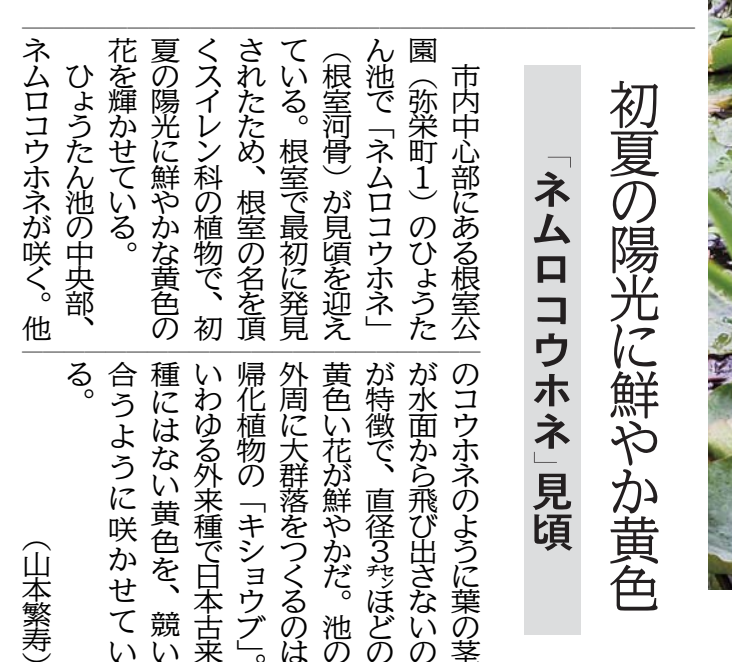 初夏の陽光に鮮やか黄色
「ネムロコウホネ」見頃
市内中心部にある根室公
園（弥栄町１）のひょうた
ん池で「ネムロコウホネ」
（根室河骨）が見頃を迎え
ている。根室で最初に発見
されたため、根室の名を頂
くスイレン科の植物で、初
夏の陽光に鮮やかな黄色の
花を輝かせている。
ひょうたん池の中央部、
ネムロコウホネが咲く。他
のコウホネのように葉の茎
が水面から飛び出さないの
が特徴で、直径３㌢ほどの
黄色い花が鮮やかだ。池の
外周に大群落をつくるのは
帰化植物の「キショウブ」。
いわゆる外来種で日本古来
種にはない黄色を、競い
合うように咲かせてい
る。
（山本繁寿）